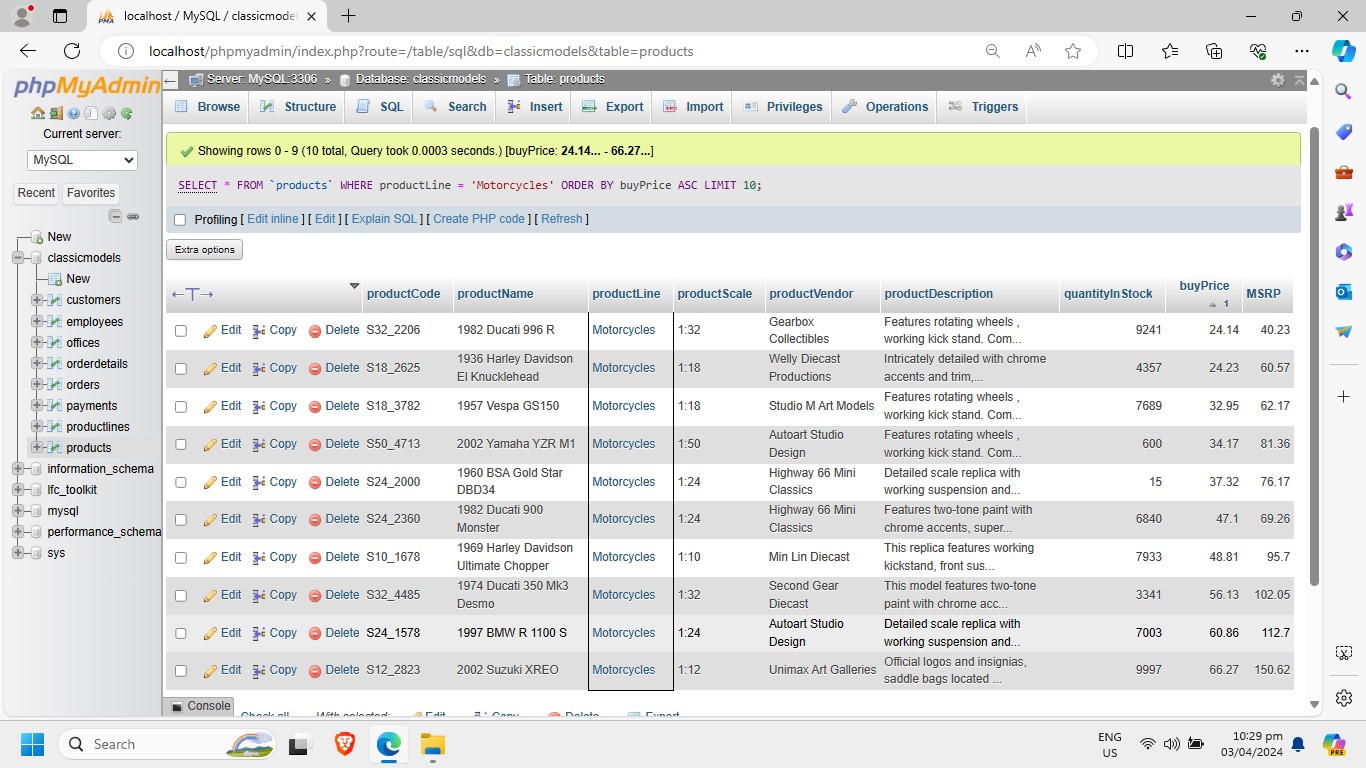 localhost / MySQL / classicmodel
localhost/phpmyadmin/index.php?route=/table/sql&db=classicmodels&table=products
phpMyAdmin
Current server:
MySQL
Recent Favorites
New
classicmodels
New
customers
employees
offices
orderdetails
orders
payments
productlines
products
information_schema
lfc_toolkit
mysql
performance_schema
sys
Server: MySQL:3306 » Database: classicmodels » Table: products
Browse Structure SQL Search Insert Export Import Privileges Operations Triggers
Showing rows 0 - 9 (10 total, Query took 0.0003 seconds.) [buyPrice: 24.14... - 66.27...]
SELECT * FROM `products` WHERE productLine = 'Motorcycles' ORDER BY buyPrice ASC LIMIT 10;
Profiling [ Edit inline ] [ Edit ] [ Explain SQL ] [ Create PHP code ] [ Refresh ]
Extra options
←T→ productCode productName productLine productScale productVendor productDescription quantityInStock buyPrice 1 MSRP
Edit Copy Delete S32_2206 1982 Ducati 996 R Motorcycles 1:32 Gearbox Collectibles Features rotating wheels , working kick stand. Com... 9241 24.14 40.23
Edit Copy Delete S18_2625 1936 Harley Davidson El Knucklehead Motorcycles 1:18 Welly Diecast Productions Intricately detailed with chrome accents and trim,... 4357 24.23 60.57
Edit Copy Delete S18_3782 1957 Vespa GS150 Motorcycles 1:18 Studio M Art Models Features rotating wheels , working kick stand. Com... 7689 32.95 62.17
Edit Copy Delete S50_4713 2002 Yamaha YZR M1 Motorcycles 1:50 Autoart Studio Design Features rotating wheels , working kick stand. Com... 600 34.17 81.36
Edit Copy Delete S24_2000 1960 BSA Gold Star DBD34 Motorcycles 1:24 Highway 66 Mini Classics Detailed scale replica with working suspension and... 15 37.32 76.17
Edit Copy Delete S24_2360 1982 Ducati 900 Monster Motorcycles 1:24 Highway 66 Mini Classics Features two-tone paint with chrome accents, super... 6840 47.1 69.26
Edit Copy Delete S10_1678 1969 Harley Davidson Ultimate Chopper Motorcycles 1:10 Min Lin Diecast This replica features working kickstand, front sus... 7933 48.81 95.7
Edit Copy Delete S32_4485 1974 Ducati 350 Mk3 Desmo Motorcycles 1:32 Second Gear Diecast This model features two-tone paint with chrome acc... 3341 56.13 102.05
Edit Copy Delete S24_1578 1997 BMW R 1100 S Motorcycles 1:24 Autoart Studio Design Detailed scale replica with working suspension and... 7003 60.86 112.7
Edit Copy Delete S12_2823 2002 Suzuki XREO Motorcycles 1:12 Unimax Art Galleries Official logos and insignias, saddle bags located ... 9997 66.27 150.62
Console
Check all With selected: Edit Copy Delete Export
Search
ENG
US
10:29 pm
03/04/2024
PRE